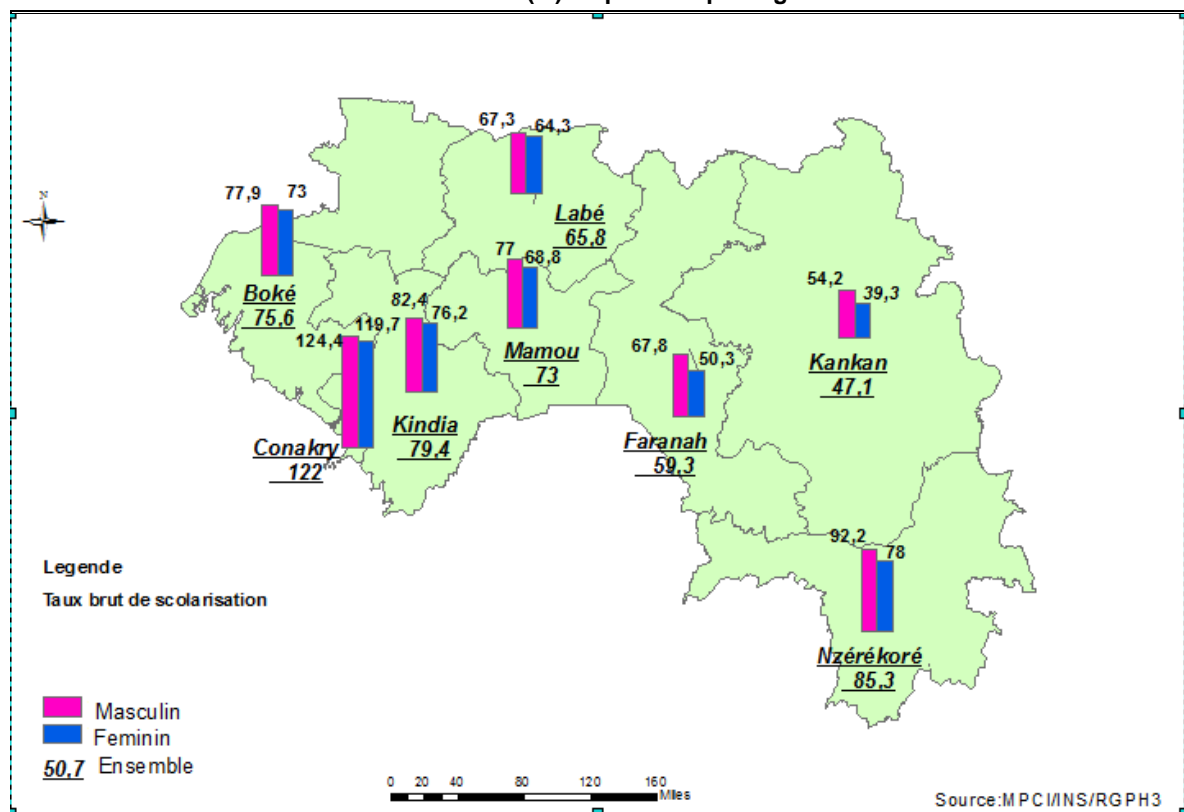 N
67,3 64,3
Labé
65,8
77,9 73
Boké
75,6
77 68,8
Mamou
73
82,4 76,2
Kindia
79,4
124,4 119,7
Conakry
122
54,2 39,3
Kankan
47,1
67,8 50,3
Faranah
59,3
92,2 78
Nzérékoré
85,3
Legende
Taux brut de scolarisation
Masculin
Feminin
50,7 Ensemble
0 20 40 80 120 160
Miles
Source:MPCI/INS/RGPH3